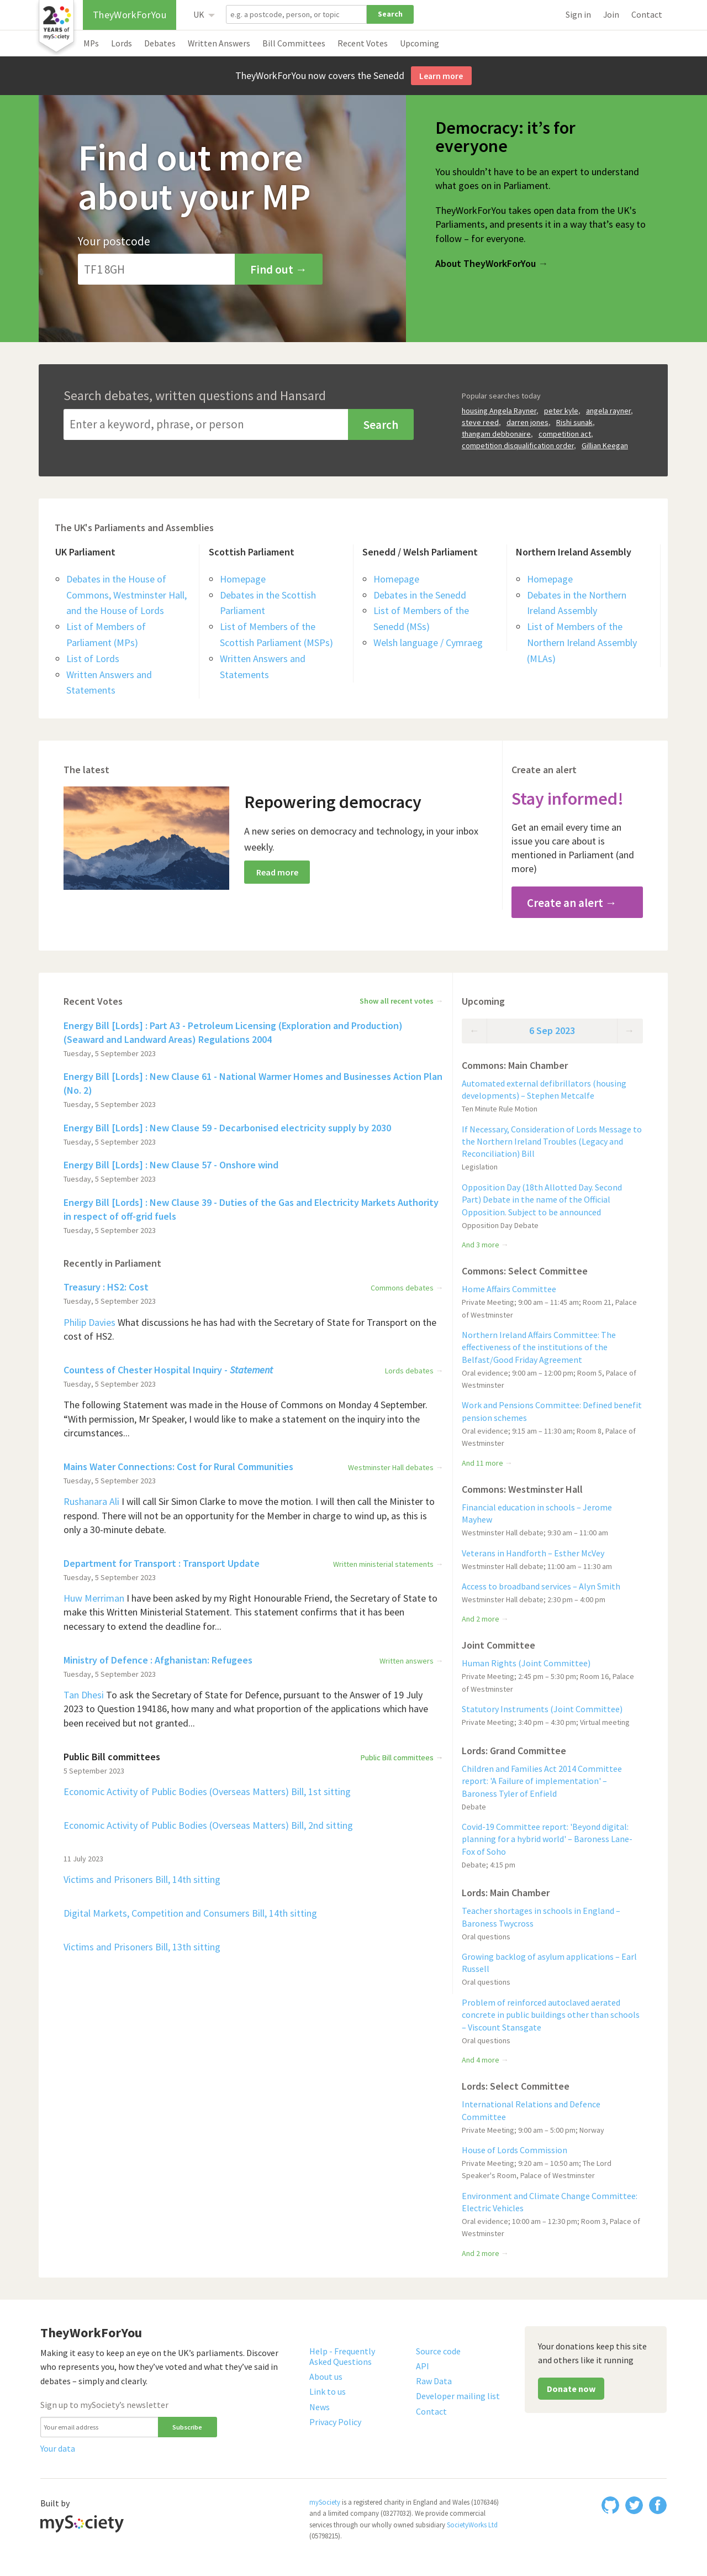 20
YEARS of
mySociety
TheyWorkForYou
UK
e.g. a postcode, person, or topic
Search
Sign in
Join
Contact
MPs
Lords
Debates
Written Answers
Bill Committees
Recent Votes
Upcoming
TheyWorkForYou now covers the Senedd
Learn more
Find out more
about your MP
Your postcode
TF1 8GH
Find out →
Democracy: it’s for
everyone
You shouldn’t have to be an expert to understand
what goes on in Parliament.
TheyWorkForYou takes open data from the UK’s
Parliaments, and presents it in a way that’s easy to
follow – for everyone.
About TheyWorkForYou →
Search debates, written questions and Hansard
Enter a keyword, phrase, or person
Search
Popular searches today
housing Angela Rayner, peter kyle, angela rayner,
steve reed, darren jones, Rishi sunak,
thangam debbonaire, competition act,
competition disqualification order, Gillian Keegan
The UK's Parliaments and Assemblies
UK Parliament
Debates in the House of
Commons, Westminster Hall,
and the House of Lords
List of Members of
Parliament (MPs)
List of Lords
Written Answers and
Statements
Scottish Parliament
Homepage
Debates in the Scottish
Parliament
List of Members of the
Scottish Parliament (MSPs)
Written Answers and
Statements
Senedd / Welsh Parliament
Homepage
Debates in the Senedd
List of Members of the
Senedd (MSs)
Welsh language / Cymraeg
Northern Ireland Assembly
Homepage
Debates in the Northern
Ireland Assembly
List of Members of the
Northern Ireland Assembly
(MLAs)
The latest
Repowering democracy
A new series on democracy and technology, in your inbox
weekly.
Read more
Create an alert
Stay informed!
Get an email every time an
issue you care about is
mentioned in Parliament (and
more)
Create an alert →
Recent Votes
Show all recent votes →
Energy Bill [Lords] : Part A3 - Petroleum Licensing (Exploration and Production)
(Seaward and Landward Areas) Regulations 2004
Tuesday, 5 September 2023
Energy Bill [Lords] : New Clause 61 - National Warmer Homes and Businesses Action Plan
(No. 2)
Tuesday, 5 September 2023
Energy Bill [Lords] : New Clause 59 - Decarbonised electricity supply by 2030
Tuesday, 5 September 2023
Energy Bill [Lords] : New Clause 57 - Onshore wind
Tuesday, 5 September 2023
Energy Bill [Lords] : New Clause 39 - Duties of the Gas and Electricity Markets Authority
in respect of off-grid fuels
Tuesday, 5 September 2023
Recently in Parliament
Treasury : HS2: Cost
Commons debates →
Tuesday, 5 September 2023
Philip Davies What discussions he has had with the Secretary of State for Transport on the
cost of HS2.
Countess of Chester Hospital Inquiry - Statement
Lords debates →
Tuesday, 5 September 2023
The following Statement was made in the House of Commons on Monday 4 September.
“With permission, Mr Speaker, I would like to make a statement on the inquiry into the
circumstances...
Mains Water Connections: Cost for Rural Communities
Westminster Hall debates →
Tuesday, 5 September 2023
Rushanara Ali I will call Sir Simon Clarke to move the motion. I will then call the Minister to
respond. There will not be an opportunity for the Member in charge to wind up, as this is
only a 30-minute debate.
Department for Transport : Transport Update
Written ministerial statements →
Tuesday, 5 September 2023
Huw Merriman I have been asked by my Right Honourable Friend, the Secretary of State to
make this Written Ministerial Statement. This statement confirms that it has been
necessary to extend the deadline for...
Ministry of Defence : Afghanistan: Refugees
Written answers →
Tuesday, 5 September 2023
Tan Dhesi To ask the Secretary of State for Defence, pursuant to the Answer of 19 July
2023 to Question 194186, how many and what proportion of the applications which have
been received but not granted...
Public Bill committees
Public Bill committees →
5 September 2023
Economic Activity of Public Bodies (Overseas Matters) Bill, 1st sitting
Economic Activity of Public Bodies (Overseas Matters) Bill, 2nd sitting
11 July 2023
Victims and Prisoners Bill, 14th sitting
Digital Markets, Competition and Consumers Bill, 14th sitting
Victims and Prisoners Bill, 13th sitting
Upcoming
← 6 Sep 2023 →
Commons: Main Chamber
Automated external defibrillators (housing
developments) – Stephen Metcalfe
Ten Minute Rule Motion
If Necessary, Consideration of Lords Message to
the Northern Ireland Troubles (Legacy and
Reconciliation) Bill
Legislation
Opposition Day (18th Allotted Day. Second
Part) Debate in the name of the Official
Opposition. Subject to be announced
Opposition Day Debate
And 3 more →
Commons: Select Committee
Home Affairs Committee
Private Meeting; 9:00 am – 11:45 am; Room 21, Palace
of Westminster
Northern Ireland Affairs Committee: The
effectiveness of the institutions of the
Belfast/Good Friday Agreement
Oral evidence; 9:00 am – 12:00 pm; Room 5, Palace of
Westminster
Work and Pensions Committee: Defined benefit
pension schemes
Oral evidence; 9:15 am – 11:30 am; Room 8, Palace of
Westminster
And 11 more →
Commons: Westminster Hall
Financial education in schools – Jerome
Mayhew
Westminster Hall debate; 9:30 am – 11:00 am
Veterans in Handforth – Esther McVey
Westminster Hall debate; 11:00 am – 11:30 am
Access to broadband services – Alyn Smith
Westminster Hall debate; 2:30 pm – 4:00 pm
And 2 more →
Joint Committee
Human Rights (Joint Committee)
Private Meeting; 2:45 pm – 5:30 pm; Room 16, Palace
of Westminster
Statutory Instruments (Joint Committee)
Private Meeting; 3:40 pm – 4:30 pm; Virtual meeting
Lords: Grand Committee
Children and Families Act 2014 Committee
report: 'A Failure of implementation' –
Baroness Tyler of Enfield
Debate
Covid-19 Committee report: 'Beyond digital:
planning for a hybrid world' – Baroness Lane-
Fox of Soho
Debate; 4:15 pm
Lords: Main Chamber
Teacher shortages in schools in England –
Baroness Twycross
Oral questions
Growing backlog of asylum applications – Earl
Russell
Oral questions
Problem of reinforced autoclaved aerated
concrete in public buildings other than schools
– Viscount Stansgate
Oral questions
And 4 more →
Lords: Select Committee
International Relations and Defence
Committee
Private Meeting; 9:00 am – 5:00 pm; Norway
House of Lords Commission
Private Meeting; 9:20 am – 10:50 am; The Lord
Speaker's Room, Palace of Westminster
Environment and Climate Change Committee:
Electric Vehicles
Oral evidence; 10:00 am – 12:30 pm; Room 3, Palace of
Westminster
And 2 more →
TheyWorkForYou
Making it easy to keep an eye on the UK’s parliaments. Discover
who represents you, how they’ve voted and what they’ve said in
debates – simply and clearly.
Sign up to mySociety’s newsletter
Your email address
Subscribe
Your data
Help - Frequently
Asked Questions
About us
Link to us
News
Privacy Policy
Source code
API
Raw Data
Developer mailing list
Contact
Your donations keep this site
and others like it running
Donate now
Built by
mySociety
mySociety is a registered charity in England and Wales (1076346)
and a limited company (03277032). We provide commercial
services through our wholly owned subsidiary SocietyWorks Ltd
(05798215).